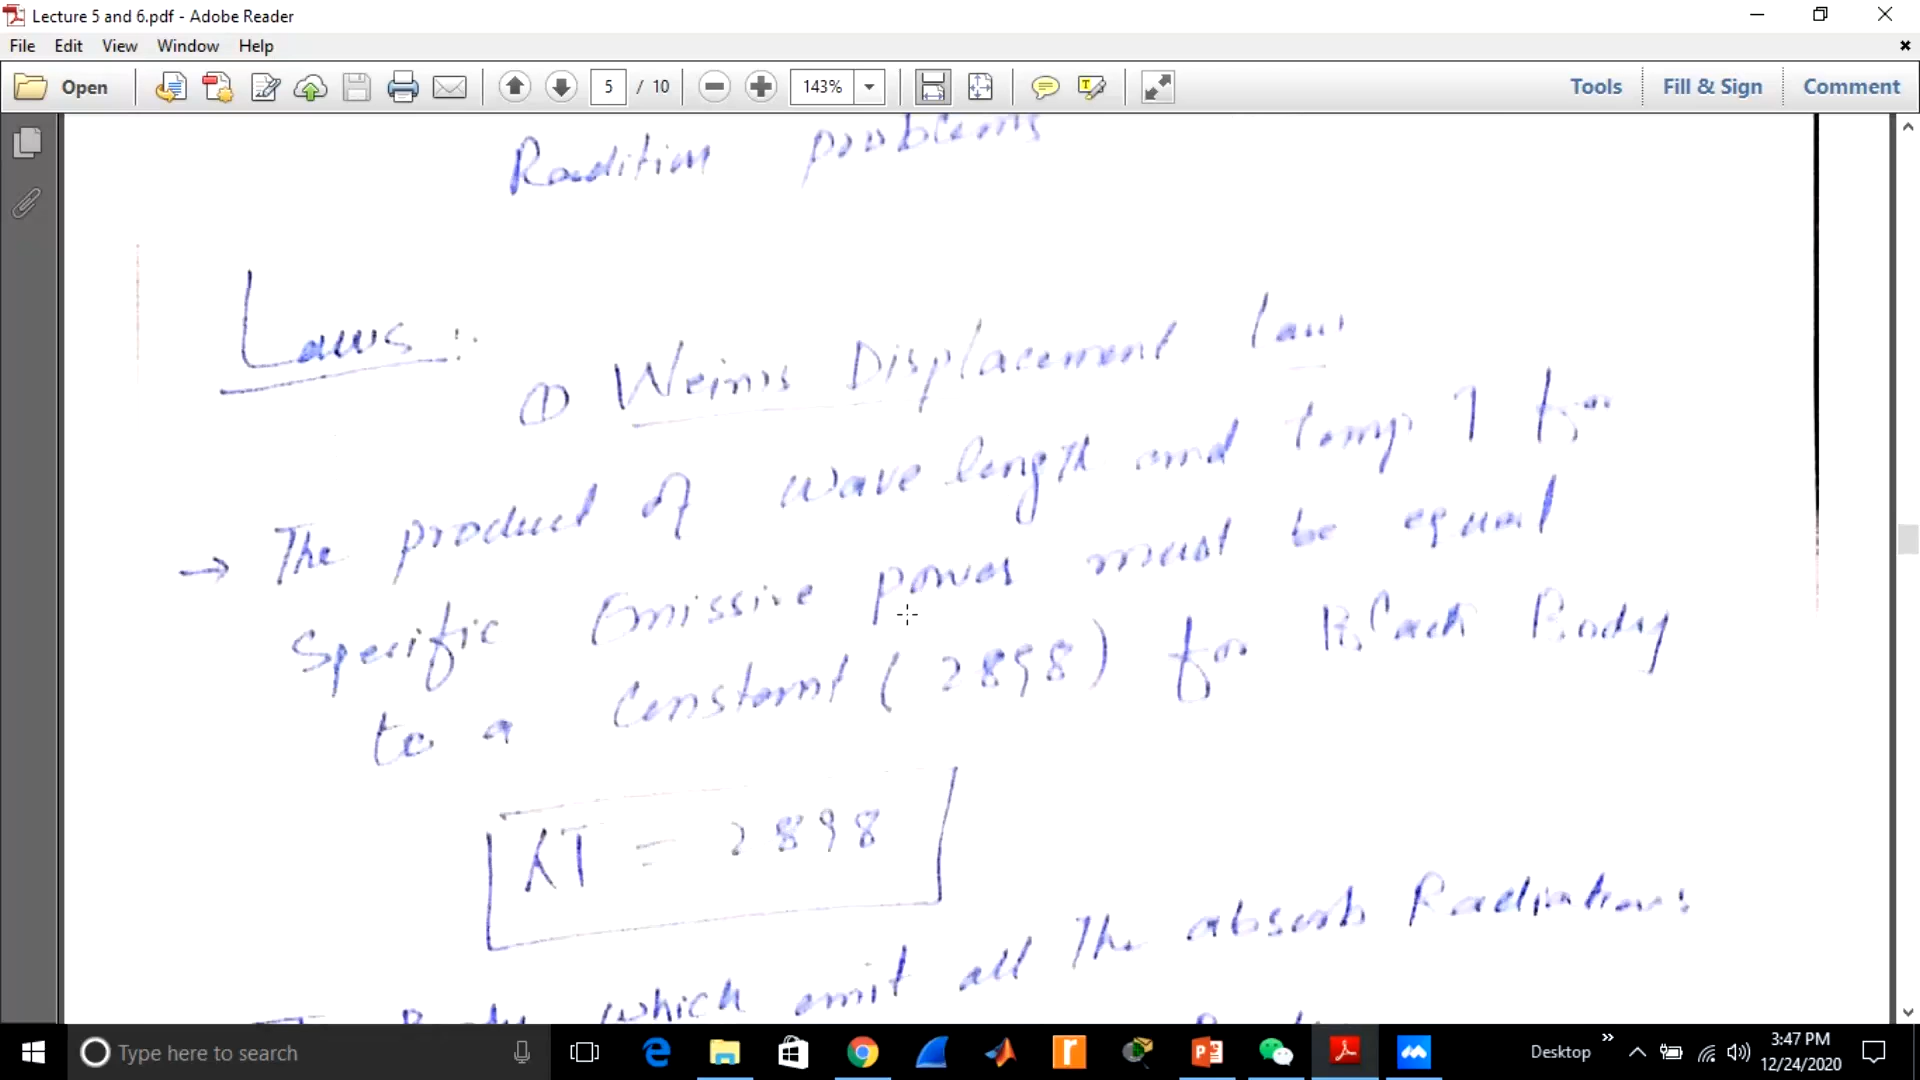 Lecture 5 and 6.pdf - Adobe Reader
File Edit View Window Help
Open 5 / 10 143% Tools Fill & Sign Comment
Radition problems
Laws :
① Weins Displacement law
→ The product of wave length and temp T for
specific Emissive power must be equal
to a constant (2898) for Black Body
λT = 2898
Body which emit all The absorb Radiations
Type here to search
Desktop
3:47 PM
12/24/2020